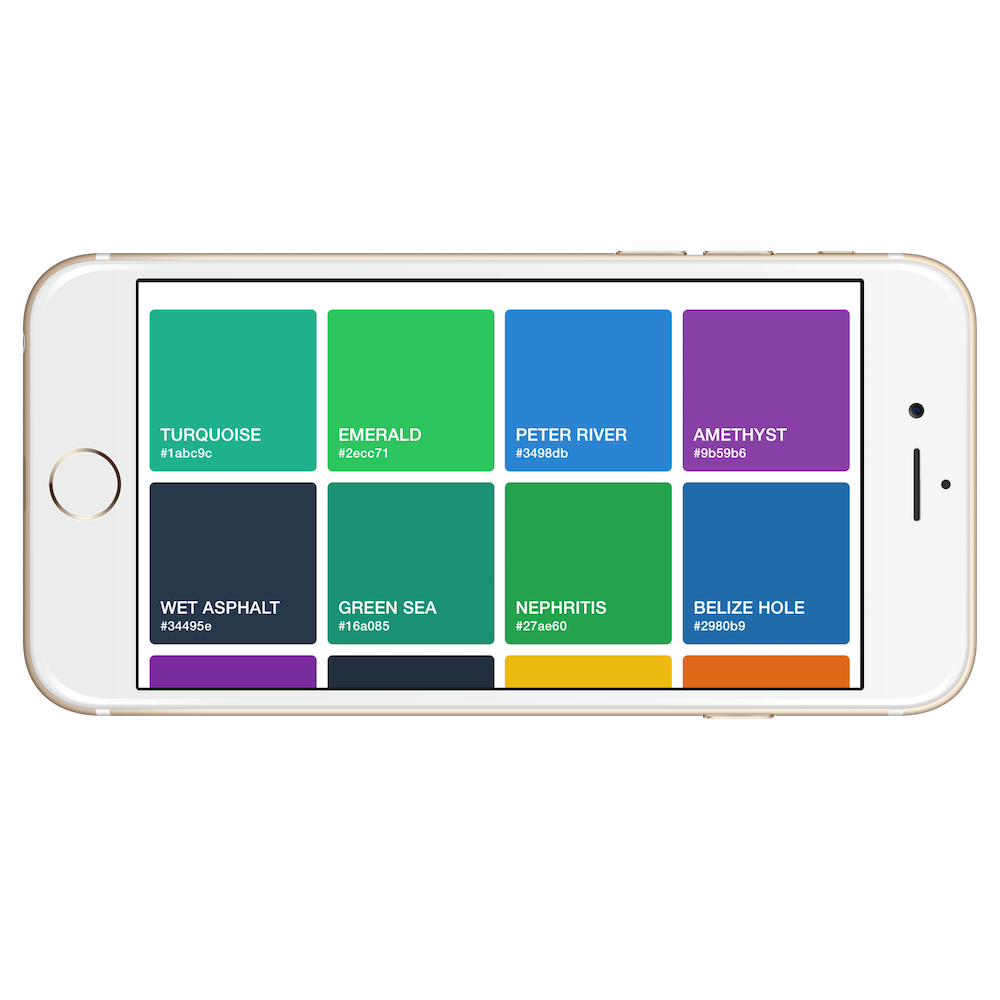 TURQUOISE
#1abc9c
EMERALD
#2ecc71
PETER RIVER
#3498db
AMETHYST
#9b59b6
WET ASPHALT
#34495e
GREEN SEA
#16a085
NEPHRITIS
#27ae60
BELIZE HOLE
#2980b9